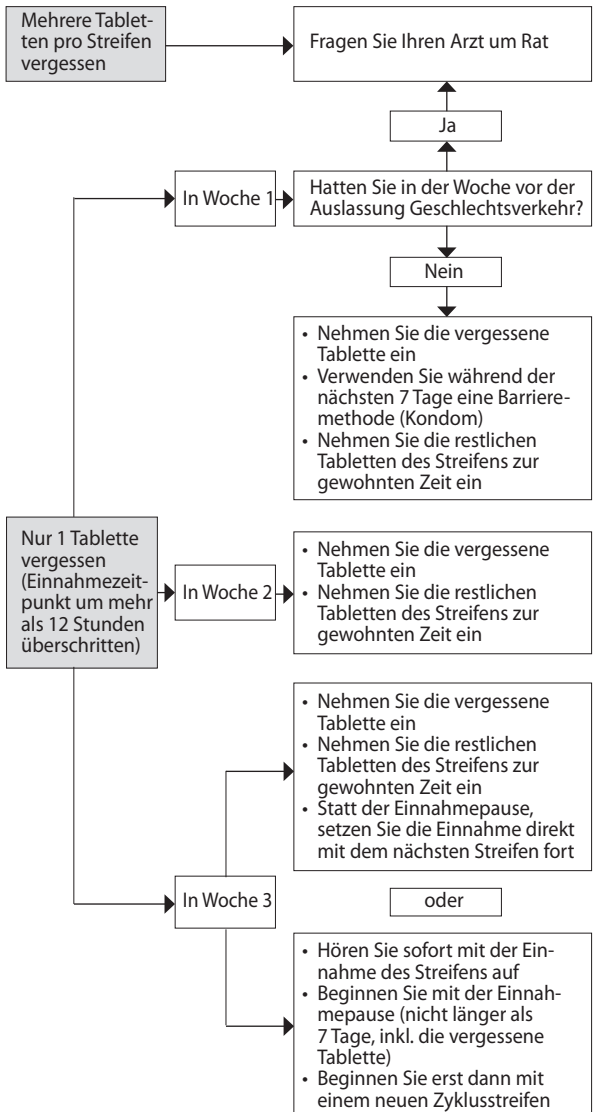 Mehrere Tablet-
ten pro Streifen
vergessen
Fragen Sie Ihren Arzt um Rat
Ja
In Woche 1
Hatten Sie in der Woche vor der
Auslassung Geschlechtsverkehr?
Nein
• Nehmen Sie die vergessene
Tablette ein
• Verwenden Sie während der
nächsten 7 Tage eine Barriere-
methode (Kondom)
• Nehmen Sie die restlichen
Tabletten des Streifens zur
gewohnten Zeit ein
Nur 1 Tablette
vergessen
(Einnahmezeit-
punkt um mehr
als 12 Stunden
überschritten)
In Woche 2
• Nehmen Sie die vergessene
Tablette ein
• Nehmen Sie die restlichen
Tabletten des Streifens zur
gewohnten Zeit ein
In Woche 3
• Nehmen Sie die vergessene
Tablette ein
• Nehmen Sie die restlichen
Tabletten des Streifens zur
gewohnten Zeit ein
• Statt der Einnahmepause,
setzen Sie die Einnahme direkt
mit dem nächsten Streifen fort
oder
• Hören Sie sofort mit der Ein-
nahme des Streifens auf
• Beginnen Sie mit der Einnah-
mepause (nicht länger als
7 Tage, inkl. die vergessene
Tablette)
• Beginnen Sie erst dann mit
einem neuen Zyklusstreifen